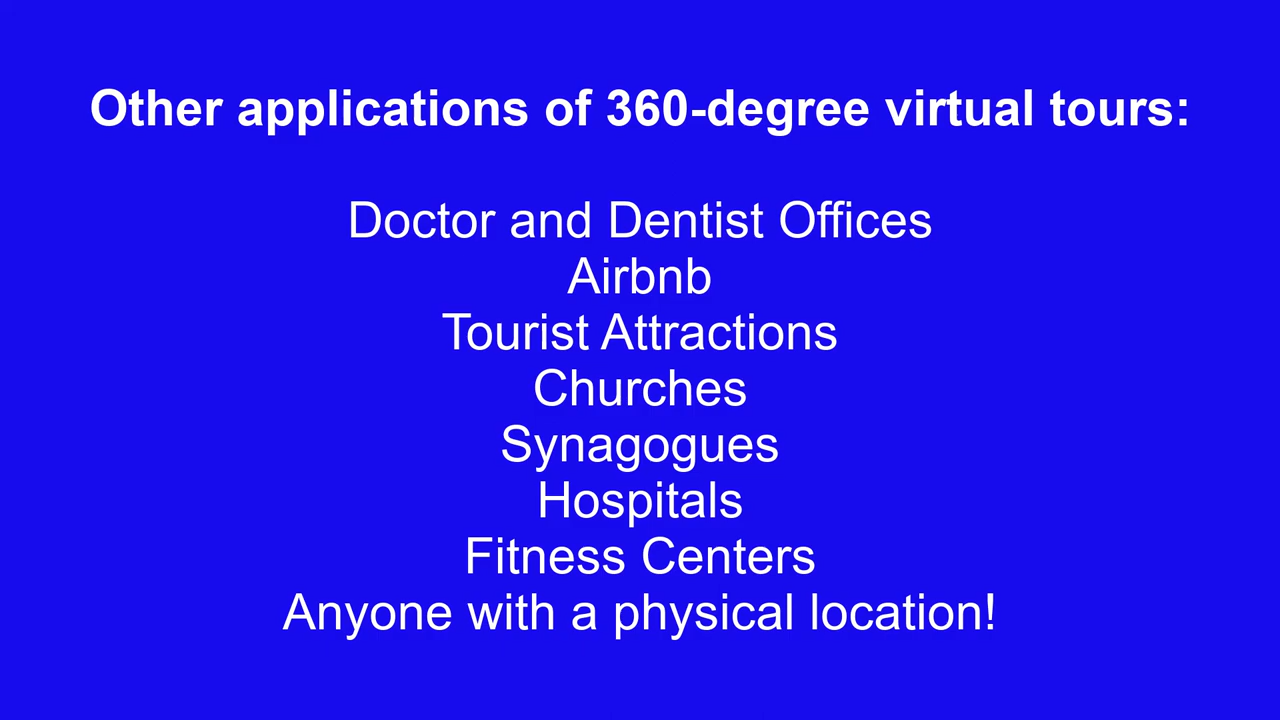 Other applications of 360-degree virtual tours:
Doctor and Dentist Offices
Airbnb
Tourist Attractions
Churches
Synagogues
Hospitals
Fitness Centers
Anyone with a physical location!